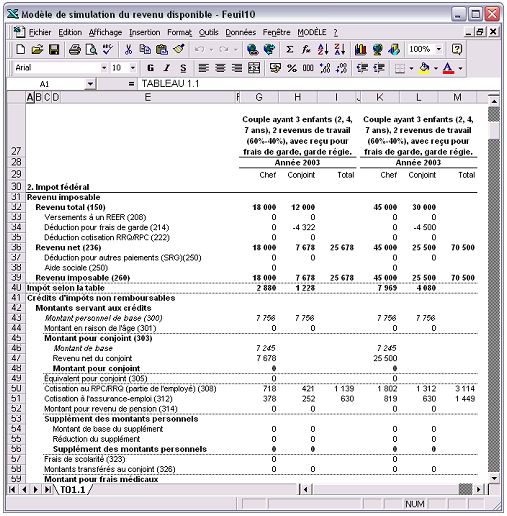 Modèle de simulation du revenu disponible - Feuil10
Fichier Edition Affichage Insertion Format Outils Données Fenêtre MODÈLE ?
100%
Arial 10 G I S
A1 = TABLEAU 1.1
A B C D E F G H I J K L M
Couple ayant 3 enfants (2, 4, Couple ayant 3 enfants (2, 4,
7 ans), 2 revenus de travail 7 ans), 2 revenus de travail
(60%-40%), avec reçu pour (60%-40%), avec reçu pour
27 frais de garde, garde régie. frais de garde, garde régie.
28 Année 2003 Année 2003
29 Chef Conjoint Total Chef Conjoint Total
30 2. Impot fédéral
31 Revenu imposable
32 Revenu total (150) 18 000 12 000 45 000 30 000
33 Versements à un REER (208) 0 0 0 0
34 Déduction pour frais de garde (214) 0 -4 322 0 -4 500
35 Déduction cotisation RRQ/RPC (222) 0 0 0 0
36 Revenu net (236) 18 000 7 678 25 678 45 000 25 500 70 500
37 Déduction pour autres paiements (SRG)(250) 0 0 0 0
38 Aide sociale (250) 0 0
39 Revenu imposable (260) 18 000 7 678 25 678 45 000 25 500 70 500
40 Impôt selon la table 2 880 1 228 7 969 4 080
41 Crédits d'impôts non remboursables
42 Montants servant aux crédits
43 Montant personnel de base (300) 7 756 7 756 7 756 7 756
44 Montant en raison de l'âge (301) 0 0 0 0
45 Montant pour conjoint (303)
46 Montant de base 7 245 7 245
47 Revenu net du conjoint 7 678 25 500
48 Montant pour conjoint 0 0
49 Équivalent pour conjoint (305) 0 0
50 Cotisation au RPC/RRQ (partie de l'employé) (308) 718 421 1 139 1 802 1 312 3 114
51 Cotisation à l'assurance-emploi (312) 378 252 630 819 630 1 449
52 Montant pour revenu de pension (314) 0 0 0 0
53 Supplément des montants personnels
54 Montant de base du supplément 0 0 0 0
55 Réduction du supplément 0 0 0 0
56 Supplément des montants personnels 0 0 0 0
57 Frais de scolarité (323) 0 0
58 Montants transférés au conjoint (326) 0 0 0 0
59 Montant pour frais médicaux
T01.1
NUM